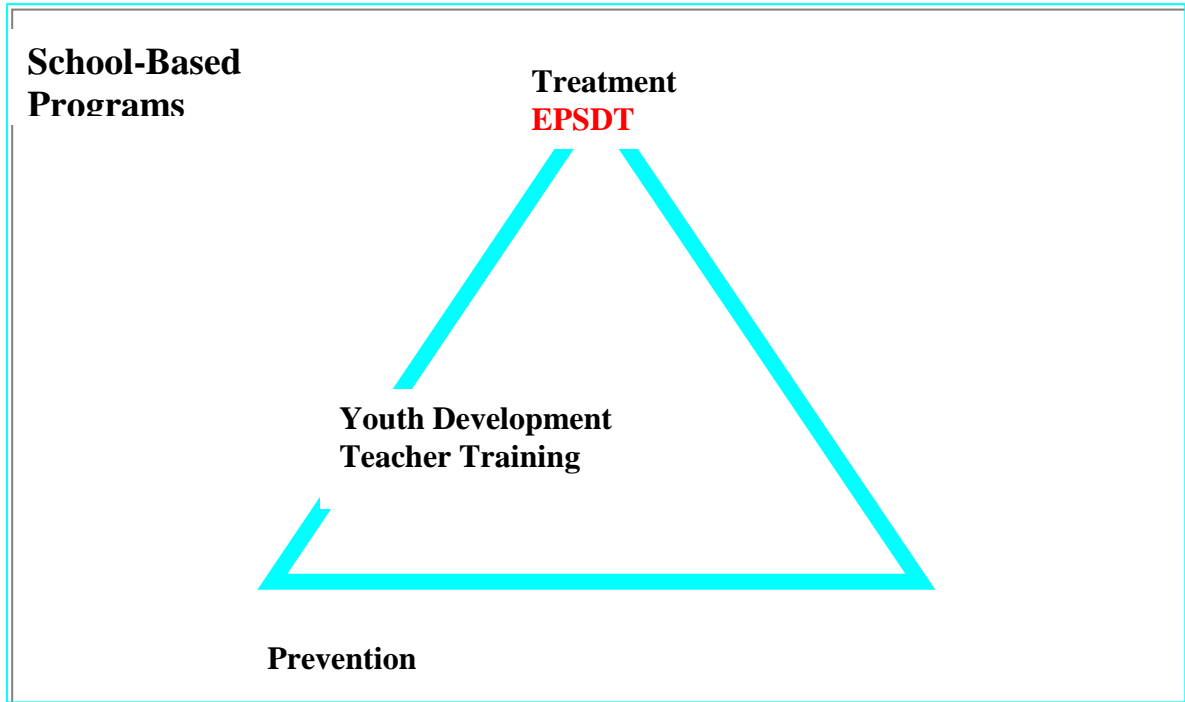 School-Based
Programs
Treatment
EPSDT
Youth Development
Teacher Training
Prevention